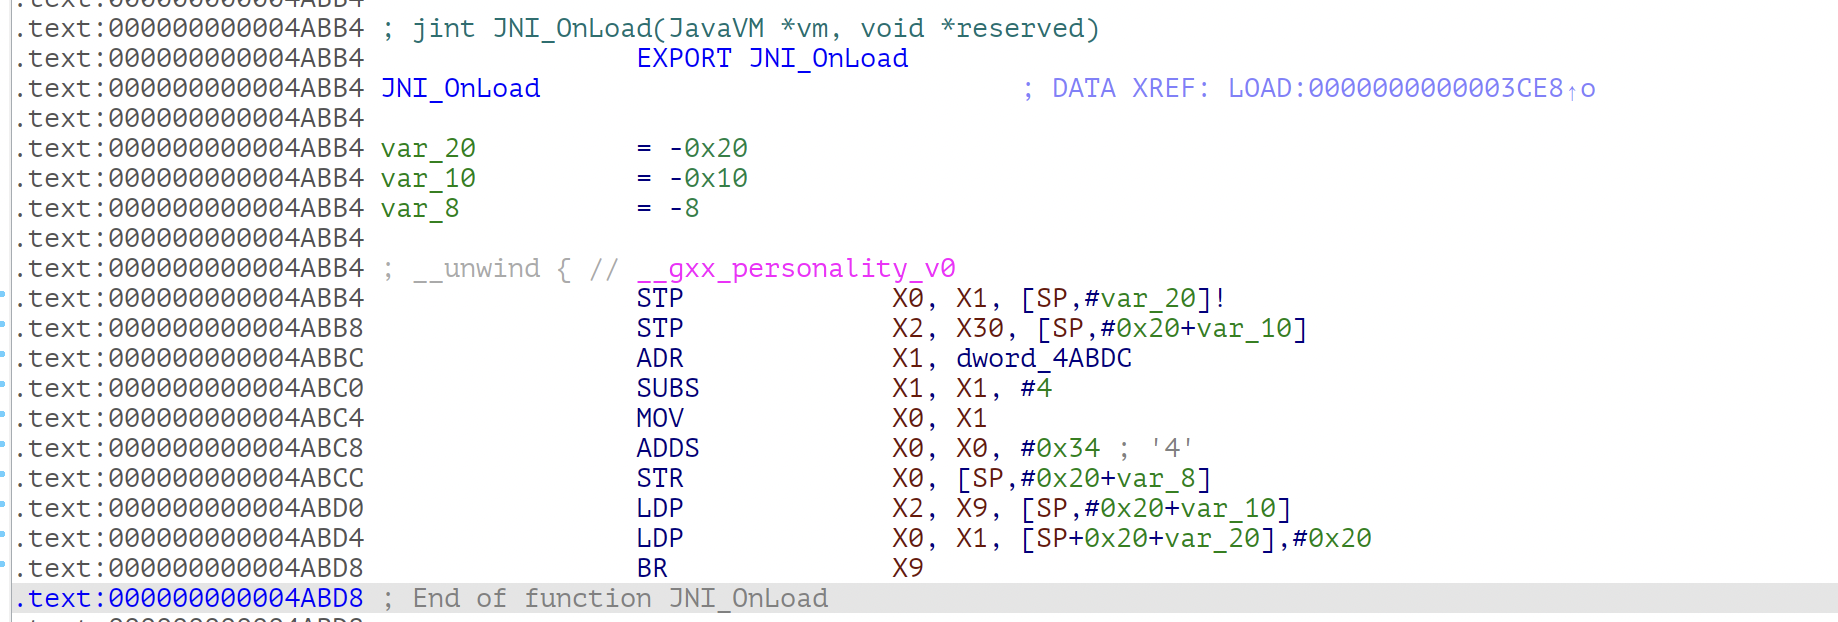 .text:000000000004ABB4
.text:000000000004ABB4 ; jint JNI_OnLoad(JavaVM *vm, void *reserved)
.text:000000000004ABB4                 EXPORT JNI_OnLoad
.text:000000000004ABB4 JNI_OnLoad                              ; DATA XREF: LOAD:0000000000003CE8↑o
.text:000000000004ABB4
.text:000000000004ABB4 var_20          = -0x20
.text:000000000004ABB4 var_10          = -0x10
.text:000000000004ABB4 var_8           = -8
.text:000000000004ABB4
.text:000000000004ABB4 ; __unwind { // __gxx_personality_v0
.text:000000000004ABB4                 STP             X0, X1, [SP,#var_20]!
.text:000000000004ABB8                 STP             X2, X30, [SP,#0x20+var_10]
.text:000000000004ABBC                 ADR             X1, dword_4ABDC
.text:000000000004ABC0                 SUBS            X1, X1, #4
.text:000000000004ABC4                 MOV             X0, X1
.text:000000000004ABC8                 ADDS            X0, X0, #0x34 ; '4'
.text:000000000004ABCC                 STR             X0, [SP,#0x20+var_8]
.text:000000000004ABD0                 LDP             X2, X9, [SP,#0x20+var_10]
.text:000000000004ABD4                 LDP             X0, X1, [SP+0x20+var_20],#0x20
.text:000000000004ABD8                 BR              X9
.text:000000000004ABD8 ; End of function JNI_OnLoad
.text:000000000004ABD8